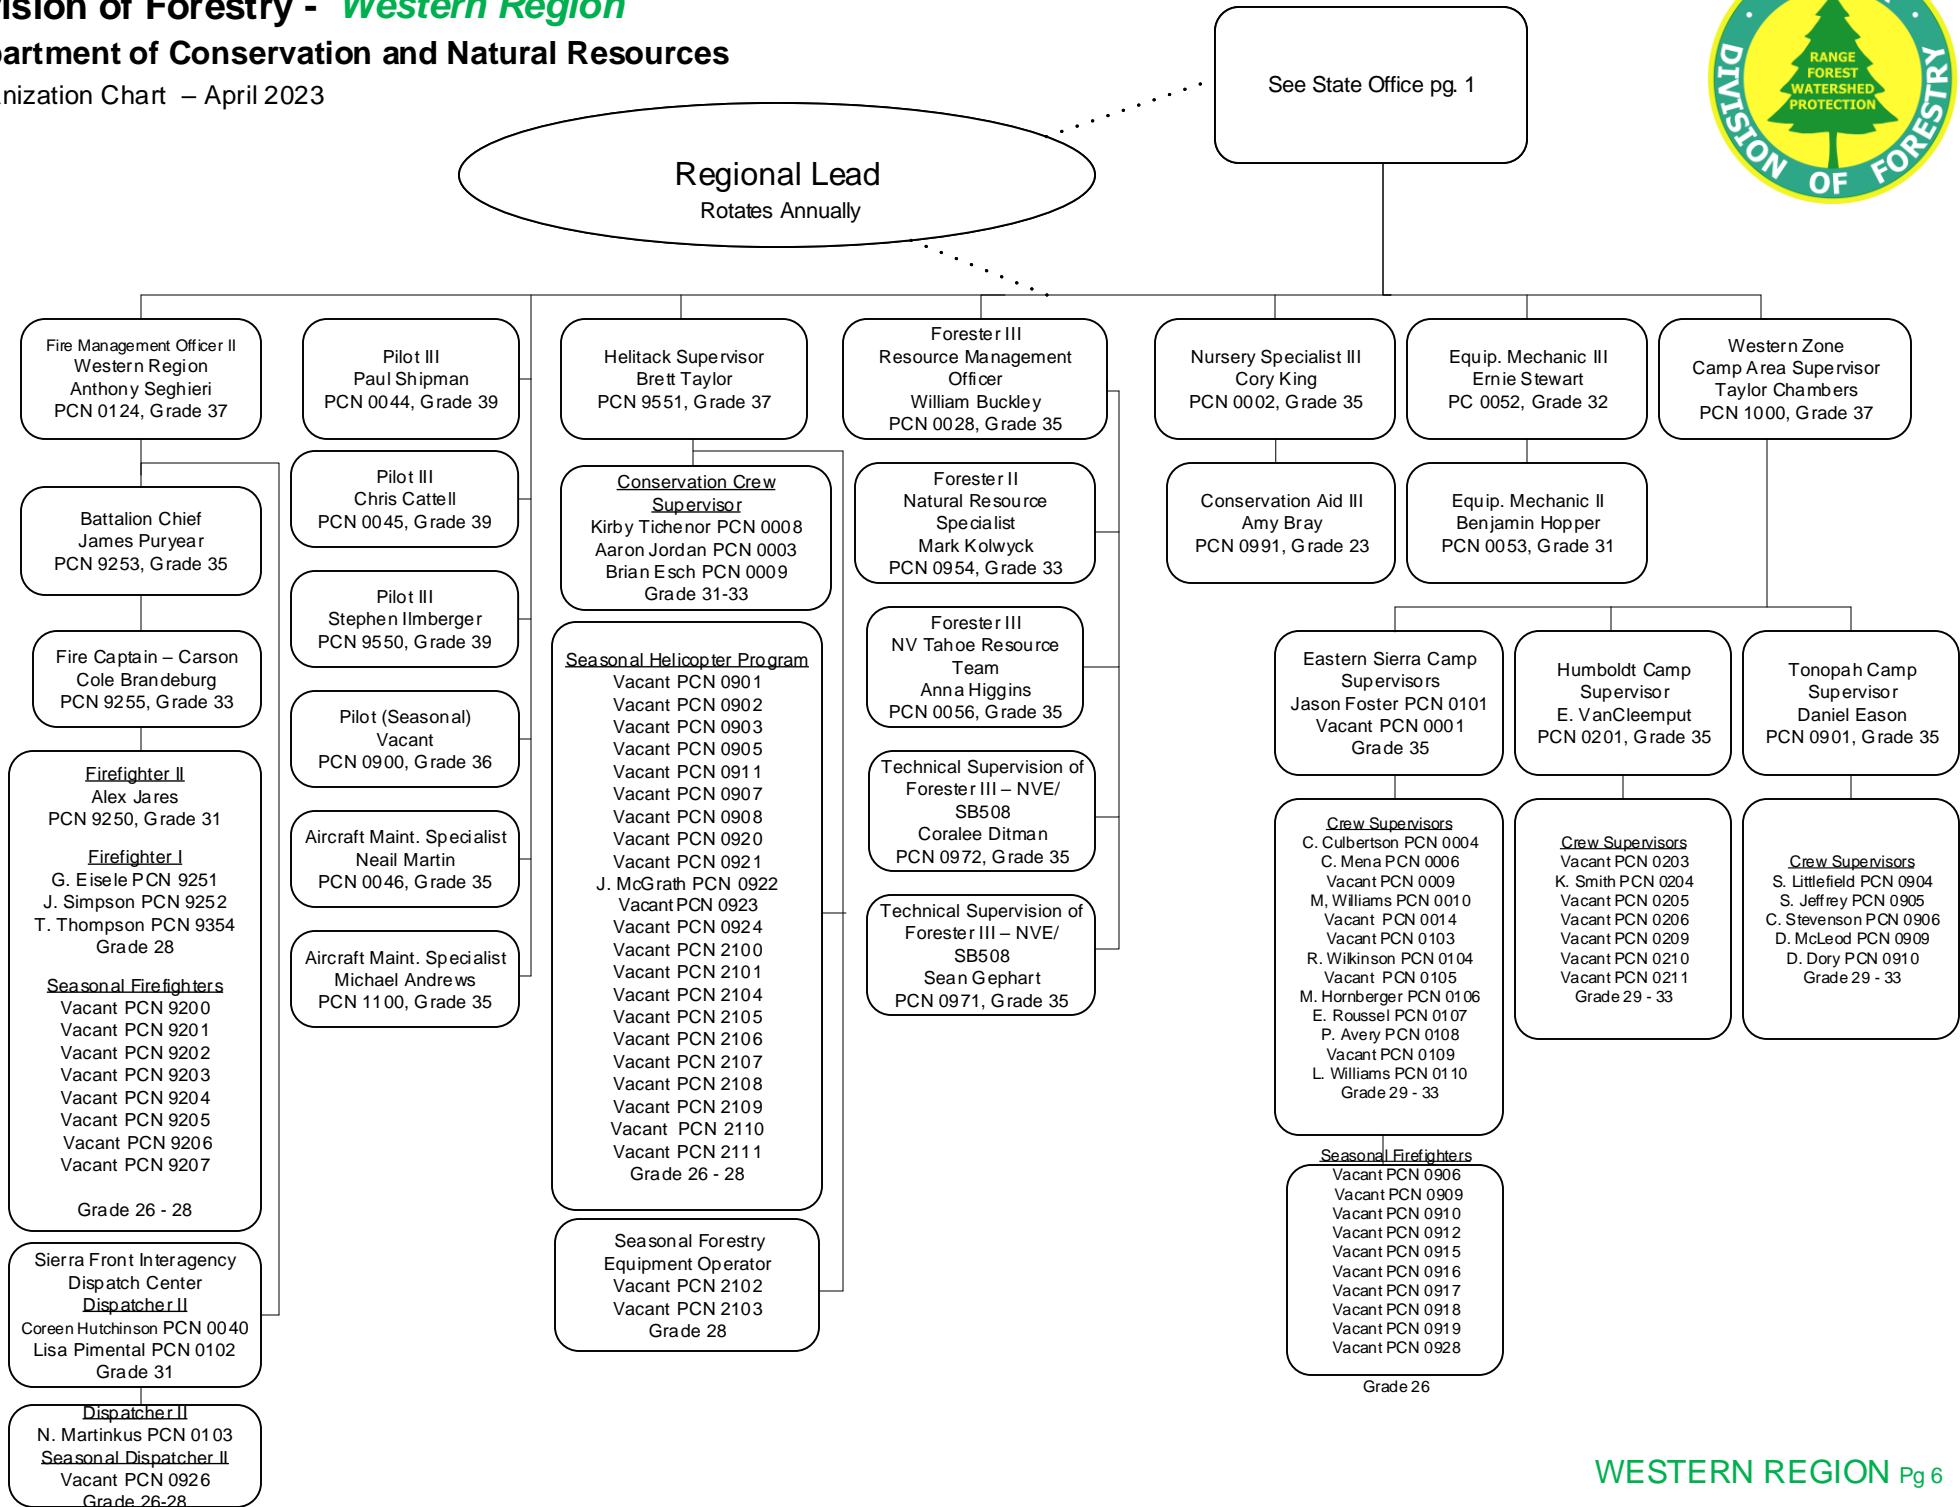 vision of Forestry - Western Region
partment of Conservation and Natural Resources
nization Chart – April 2023
See State Office pg. 1
RANGE
FOREST
WATERSHED
PROTECTION
DIVISION OF FORESTRY
Regional Lead
Rotates Annually
Fire Management Officer II
Western Region
Anthony Seghieri
PCN 0124, Grade 37
Battalion Chief
James Puryear
PCN 9253, Grade 35
Fire Captain – Carson
Cole Brandeburg
PCN 9255, Grade 33
Firefighter II
Alex Jares
PCN 9250, Grade 31
Firefighter I
G. Eisele PCN 9251
J. Simpson PCN 9252
T. Thompson PCN 9354
Grade 28
Seasonal Firefighters
Vacant PCN 9200
Vacant PCN 9201
Vacant PCN 9202
Vacant PCN 9203
Vacant PCN 9204
Vacant PCN 9205
Vacant PCN 9206
Vacant PCN 9207
Grade 26 - 28
Sierra Front Interagency
Dispatch Center
Dispatcher II
Coreen Hutchinson PCN 0040
Lisa Pimental PCN 0102
Grade 31
Dispatcher II
N. Martinkus PCN 0103
Seasonal Dispatcher II
Vacant PCN 0926
Grade 26-28
Pilot III
Paul Shipman
PCN 0044, Grade 39
Pilot III
Chris Cattell
PCN 0045, Grade 39
Pilot III
Stephen Ilmberger
PCN 9550, Grade 39
Pilot (Seasonal)
Vacant
PCN 0900, Grade 36
Aircraft Maint. Specialist
Neail Martin
PCN 0046, Grade 35
Aircraft Maint. Specialist
Michael Andrews
PCN 1100, Grade 35
Helitack Supervisor
Brett Taylor
PCN 9551, Grade 37
Conservation Crew
Supervisor
Kirby Tichenor PCN 0008
Aaron Jordan PCN 0003
Brian Esch PCN 0009
Grade 31-33
Seasonal Helicopter Program
Vacant PCN 0901
Vacant PCN 0902
Vacant PCN 0903
Vacant PCN 0905
Vacant PCN 0911
Vacant PCN 0907
Vacant PCN 0908
Vacant PCN 0920
Vacant PCN 0921
J. McGrath PCN 0922
Vacant PCN 0923
Vacant PCN 0924
Vacant PCN 2100
Vacant PCN 2101
Vacant PCN 2104
Vacant PCN 2105
Vacant PCN 2106
Vacant PCN 2107
Vacant PCN 2108
Vacant PCN 2109
Vacant PCN 2110
Vacant PCN 2111
Grade 26 - 28
Seasonal Forestry
Equipment Operator
Vacant PCN 2102
Vacant PCN 2103
Grade 28
Forester III
Resource Management
Officer
William Buckley
PCN 0028, Grade 35
Forester II
Natural Resource
Specialist
Mark Kolwyck
PCN 0954, Grade 33
Forester III
NV Tahoe Resource
Team
Anna Higgins
PCN 0056, Grade 35
Technical Supervision of
Forester III – NVE/
SB508
Coralee Ditman
PCN 0972, Grade 35
Technical Supervision of
Forester III – NVE/
SB508
Sean Gephart
PCN 0971, Grade 35
Nursery Specialist III
Cory King
PCN 0002, Grade 35
Conservation Aid III
Amy Bray
PCN 0991, Grade 23
Equip. Mechanic III
Ernie Stewart
PC 0052, Grade 32
Equip. Mechanic II
Benjamin Hopper
PCN 0053, Grade 31
Western Zone
Camp Area Supervisor
Taylor Chambers
PCN 1000, Grade 37
Eastern Sierra Camp
Supervisors
Jason Foster PCN 0101
Vacant PCN 0001
Grade 35
Crew Supervisors
C. Culbertson PCN 0004
C. Mena PCN 0006
Vacant PCN 0009
M, Williams PCN 0010
Vacant PCN 0014
Vacant PCN 0103
R. Wilkinson PCN 0104
Vacant PCN 0105
M. Hornberger PCN 0106
E. Roussel PCN 0107
P. Avery PCN 0108
Vacant PCN 0109
L. Williams PCN 0110
Grade 29 - 33
Seasonal Firefighters
Vacant PCN 0906
Vacant PCN 0909
Vacant PCN 0910
Vacant PCN 0912
Vacant PCN 0915
Vacant PCN 0916
Vacant PCN 0917
Vacant PCN 0918
Vacant PCN 0919
Vacant PCN 0928
Grade 26
Humboldt Camp
Supervisor
E. VanCleemput
PCN 0201, Grade 35
Crew Supervisors
Vacant PCN 0203
K. Smith PCN 0204
Vacant PCN 0205
Vacant PCN 0206
Vacant PCN 0209
Vacant PCN 0210
Vacant PCN 0211
Grade 29 - 33
Tonopah Camp
Supervisor
Daniel Eason
PCN 0901, Grade 35
Crew Supervisors
S. Littlefield PCN 0904
S. Jeffrey PCN 0905
C. Stevenson PCN 0906
D. McLeod PCN 0909
D. Dory PCN 0910
Grade 29 - 33
WESTERN REGION Pg 6